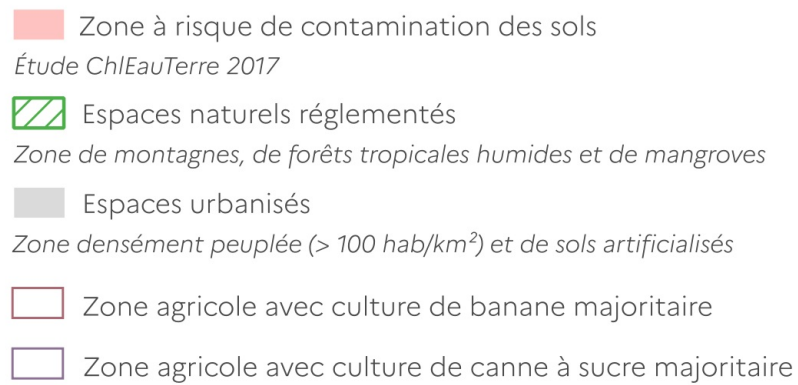 Zone à risque de contamination des sols
Étude ChlEauTerre 2017
Espaces naturels réglementés
Zone de montagnes, de forêts tropicales humides et de mangroves
Espaces urbanisés
Zone densément peuplée (> 100 hab/km²) et de sols artificialisés
Zone agricole avec culture de banane majoritaire
Zone agricole avec culture de canne à sucre majoritaire